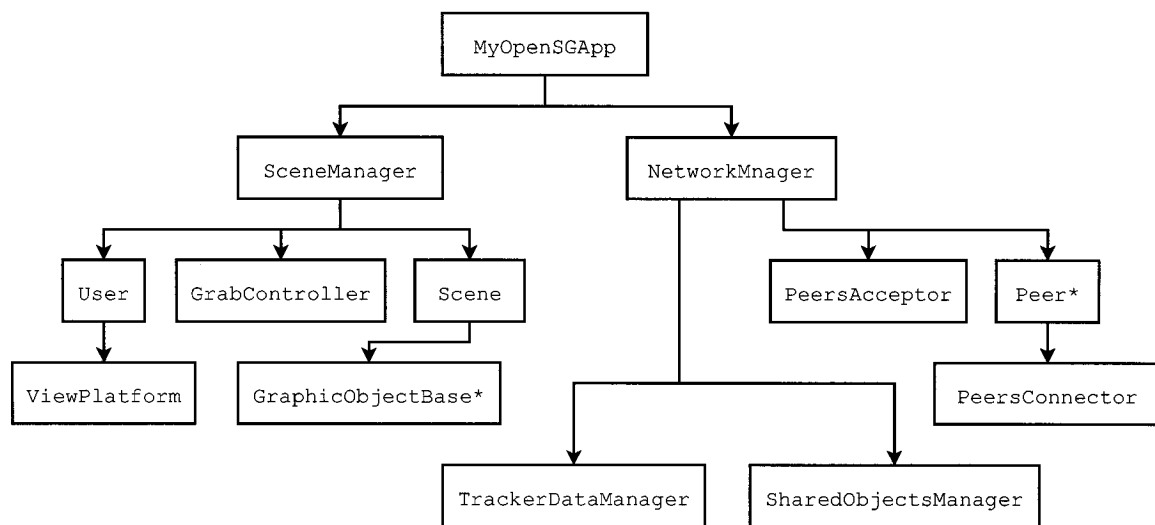 MyOpenSGApp
SceneManager
NetworkMnager
User
GrabController
Scene
PeersAcceptor
Peer*
ViewPlatform
GraphicObjectBase*
PeersConnector
TrackerDataManager
SharedObjectsManager